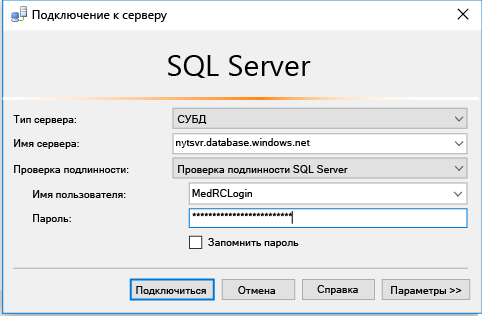 Подключение к серверу
SQL Server
Тип сервера: СУБД
Имя сервера: nytsvr.database.windows.net
Проверка подлинности: Проверка подлинности SQL Server
Имя пользователя: MedRCLogin
Пароль: *************************
Запомнить пароль
Подключиться Отмена Справка Параметры >>